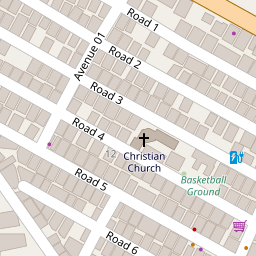 Road 1
Road 2
Avenue 01
Road 3
Road 4
Christian
Church
12
Basketball
Ground
Road 5
Road 6